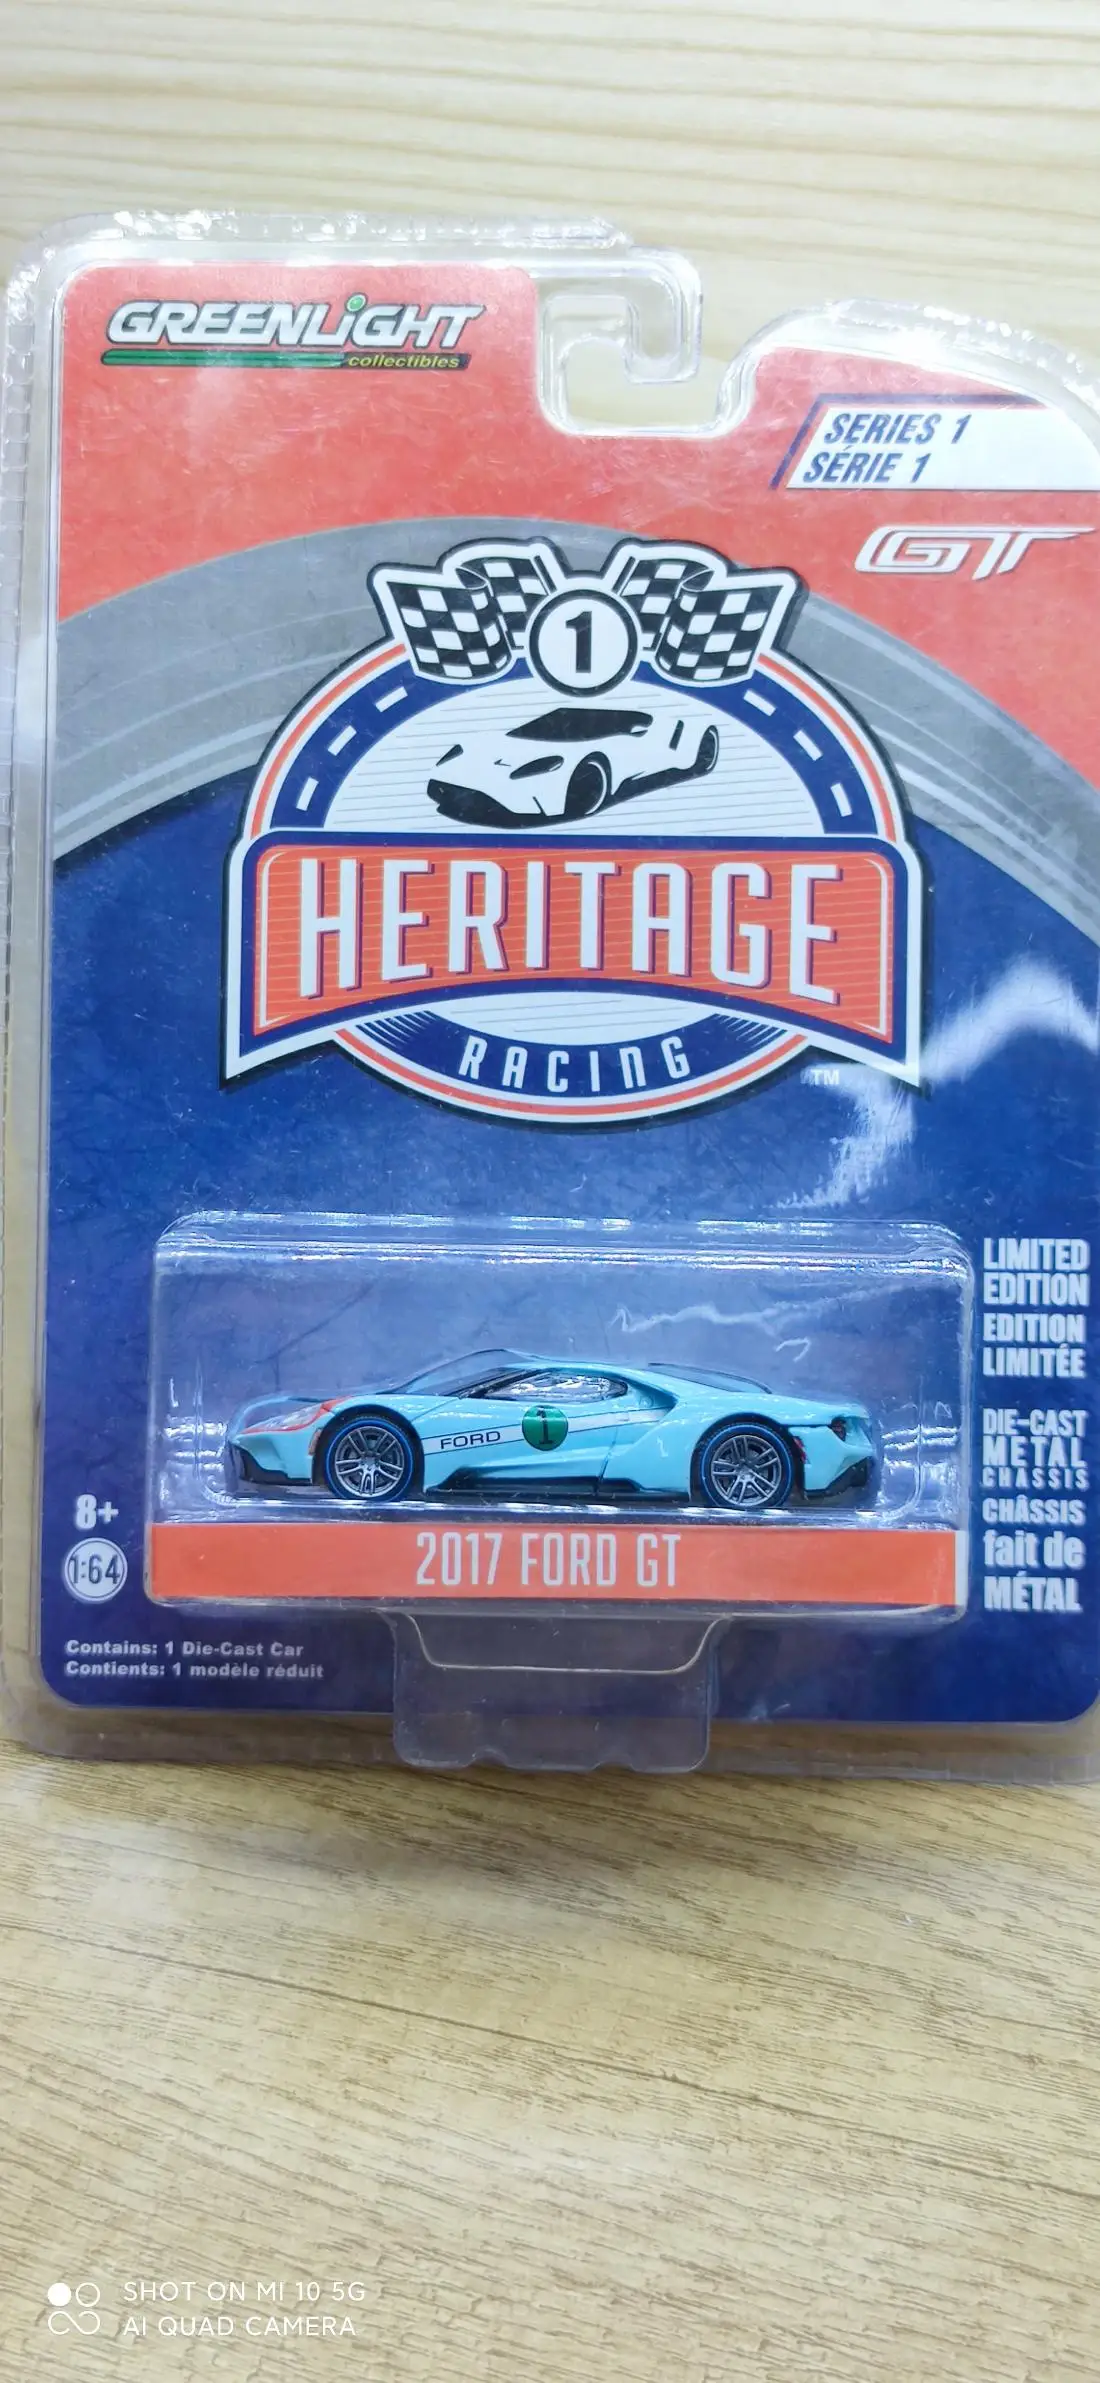 GREENLiGHT
collectibles
SERIES 1
SÉRIE 1
GT
1
HERITAGE
RACING
TM
LIMITED
EDITION
EDITION
LIMITÉE
DIE-CAST
METAL
CHASSIS
CHÂSSIS
fait de
MÉTAL
FORD
1
8+
1:64
2017 FORD GT
Contains: 1 Die-Cast Car
Contient: 1 modèle réduit
SHOT ON MI 10 5G
AI QUAD CAMERA